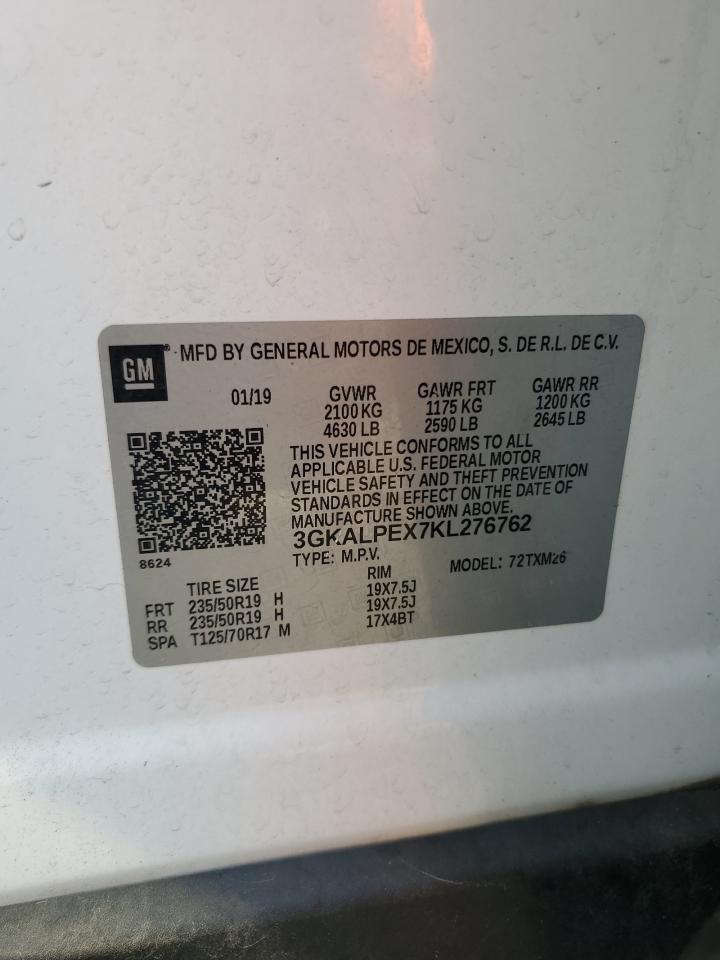 GM ® MFD BY GENERAL MOTORS DE MEXICO, S. DE R.L. DE C.V.
01/19 GVWR GAWR FRT GAWR RR
2100 KG 1175 KG 1200 KG
4630 LB 2590 LB 2645 LB
THIS VEHICLE CONFORMS TO ALL
APPLICABLE U.S. FEDERAL MOTOR
VEHICLE SAFETY AND THEFT PREVENTION
STANDARDS IN EFFECT ON THE DATE OF
MANUFACTURE SHOWN ABOVE.
3GKALPEX7KL276762
8624 TYPE: M.P.V. MODEL: 72TXM26
TIRE SIZE RIM
FRT 235/50R19 H 19X7.5J
RR 235/50R19 H 19X7.5J
SPA T125/70R17 M 17X4BT